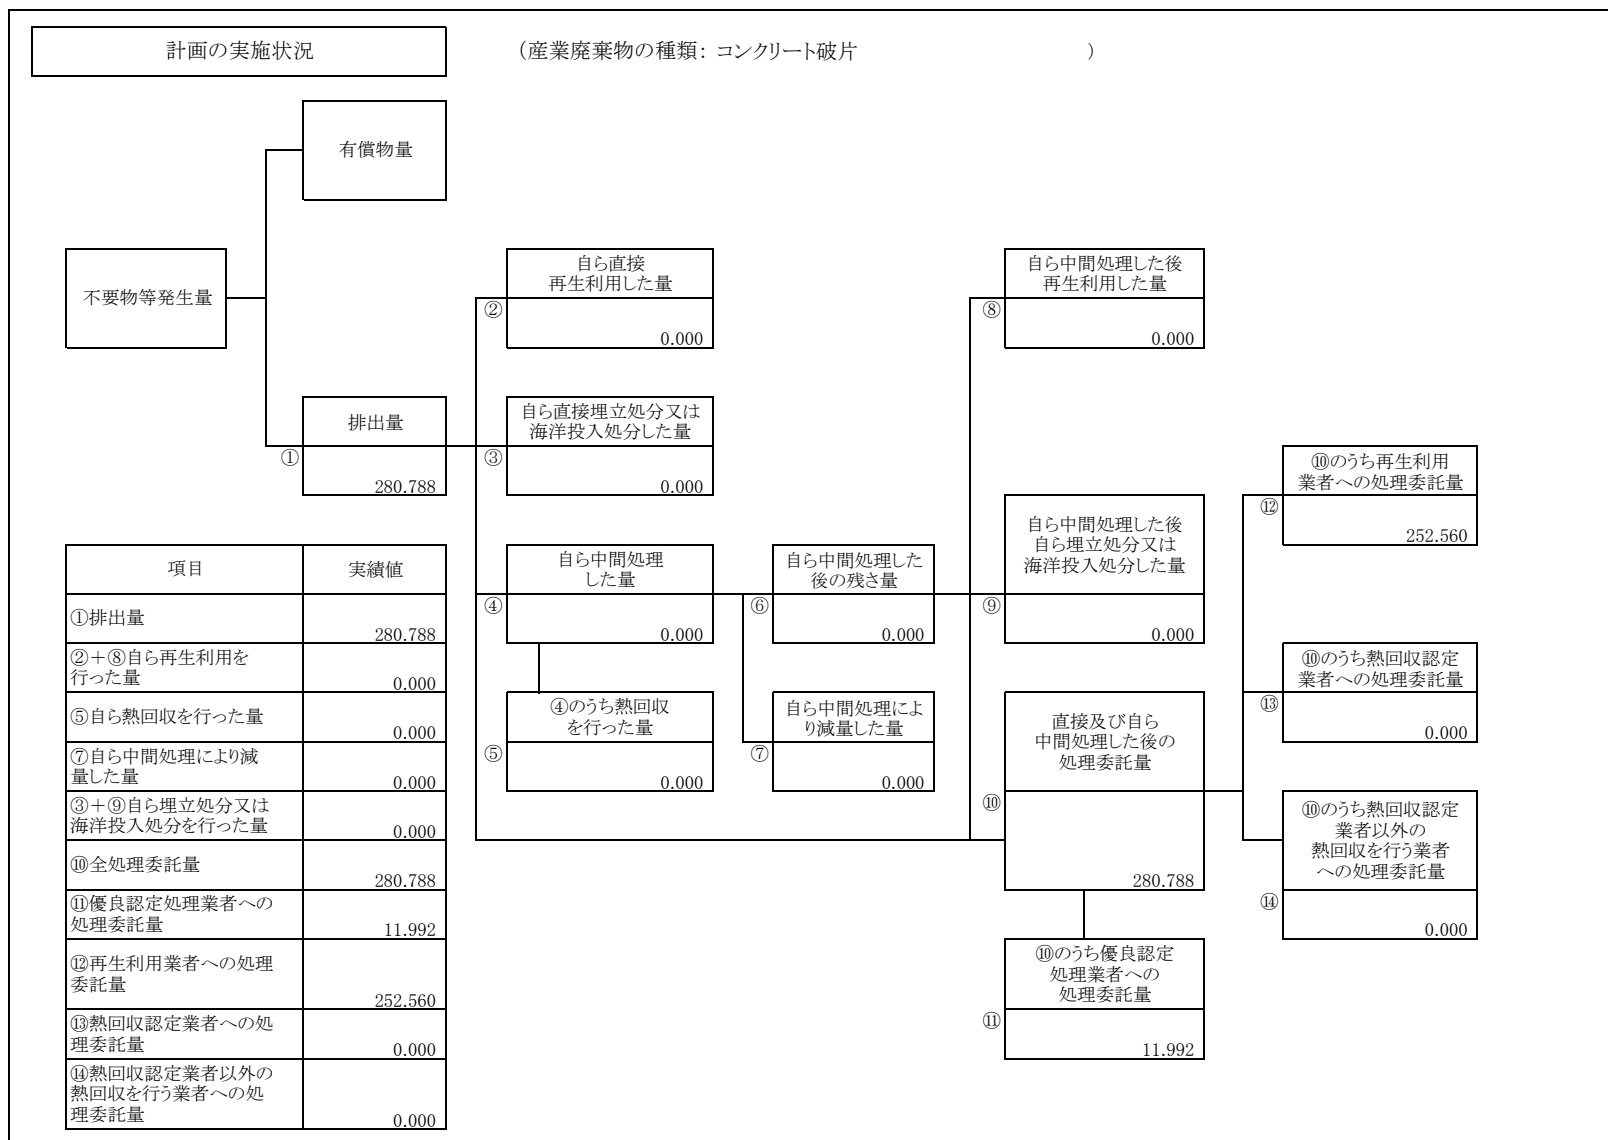 計画の実施状況
（産業廃棄物の種類： コンクリート破片 ）
有償物量
不要物等発生量
自ら直接
再生利用した量
②
0.000
自ら中間処理した後
再生利用した量
⑧
0.000
排出量
①
280.788
自ら直接埋立処分又は
海洋投入処分した量
③
0.000
⑩のうち再生利用
業者への処理委託量
⑫
252.560
自ら中間処理した後
自ら埋立処分又は
海洋投入処分した量
⑨
0.000
自ら中間処理
した量
④
0.000
自ら中間処理した
後の残さ量
⑥
0.000
⑩のうち熱回収認定
業者への処理委託量
⑬
0.000
④のうち熱回収
を行った量
⑤
0.000
自ら中間処理によ
り減量した量
⑦
0.000
直接及び自ら
中間処理した後の
処理委託量
⑩
280.788
⑩のうち熱回収認定
業者以外の
熱回収を行う業者
への処理委託量
⑭
0.000
⑩のうち優良認定
処理業者への
処理委託量
⑪
11.992
項目 実績値
①排出量
280.788
②＋⑧自ら再生利用を
行った量
0.000
⑤自ら熱回収を行った量
0.000
⑦自ら中間処理により減
量した量
0.000
③＋⑨自ら埋立処分又は
海洋投入処分を行った量
0.000
⑩全処理委託量
280.788
⑪優良認定処理業者への
処理委託量
11.992
⑫再生利用業者への処理
委託量
252.560
⑬熱回収認定業者への処
理委託量
0.000
⑭熱回収認定業者以外の
熱回収を行う業者への処
理委託量
0.000